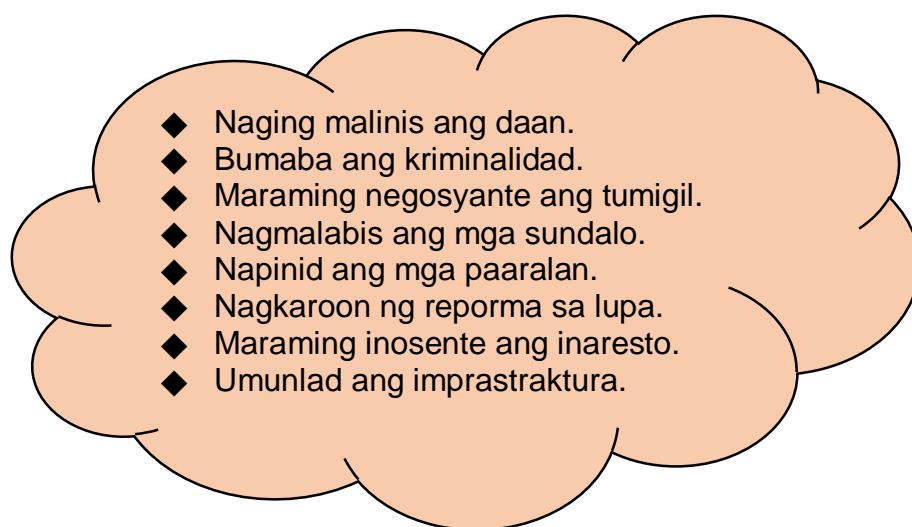 ◆ Naging malinis ang daan.
◆ Bumaba ang kriminalidad.
◆ Maraming negosyante ang tumigil.
◆ Nagmalabis ang mga sundalo.
◆ Napinid ang mga paaralan.
◆ Nagkaroon ng reporma sa lupa.
◆ Maraming inosente ang inaresto.
◆ Umunlad ang imprastraktura.